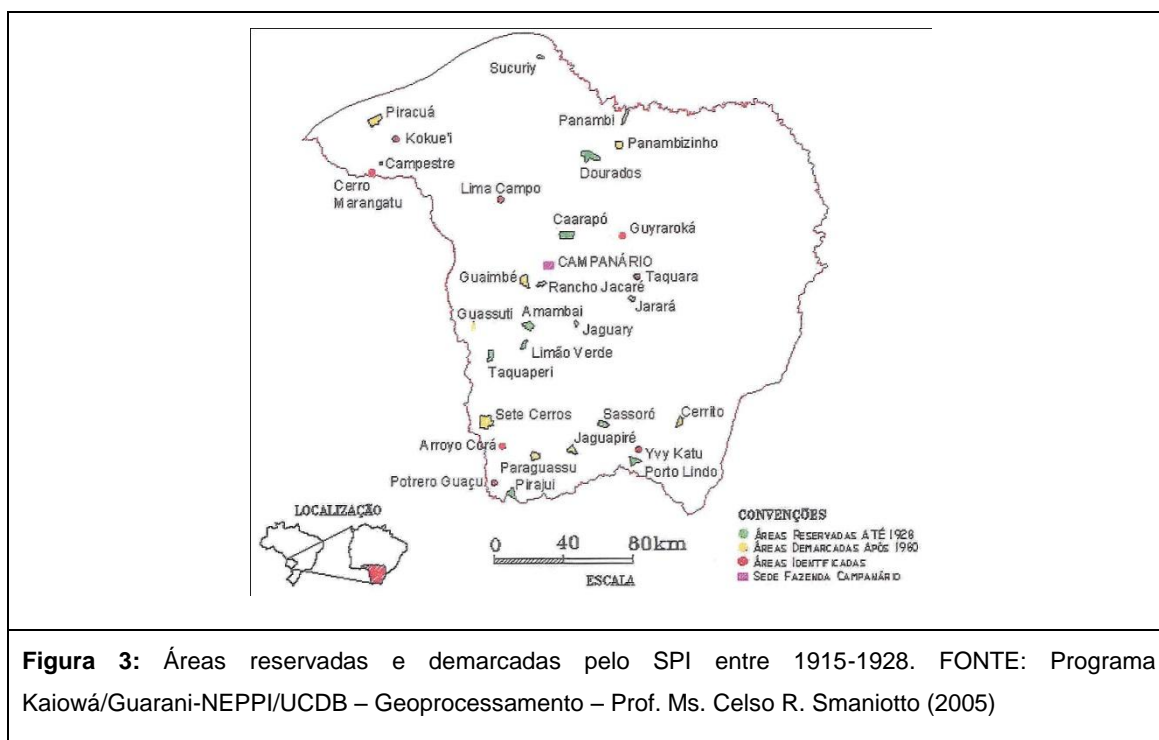 Sucuriy
Piracuá
Panambi
Kokue'i
Panambizinho
Campestre
Dourados
Cerro
Marangatu
Lima Campo
Caarapó
Guyraroká
CAMPANÁRIO
Guaimbé
Taquara
Rancho Jacaré
Jarará
Guassuti
Amambai
Jaguary
Limão Verde
Taquaperi
Sete Cerros
Sassoró
Cerrito
Arroyo Corá
Jaguapiré
Yvy Katu
Paraguassu
Porto Lindo
Potrero Guaçu
Pirajui
LOCALIZAÇÃO
0 40 80km
ESCALA
CONVENÇÕES
ÁREAS RESERVADAS ATÉ 1928
ÁREAS DEMARCADAS APÓS 1980
ÁREAS IDENTIFICADAS
SEDE FAZENDA CAMPANÁRIO
Figura 3: Áreas reservadas e demarcadas pelo SPI entre 1915-1928. FONTE: Programa
Kaiowá/Guarani-NEPPI/UCDB – Geoprocessamento – Prof. Ms. Celso R. Smaniotto (2005)